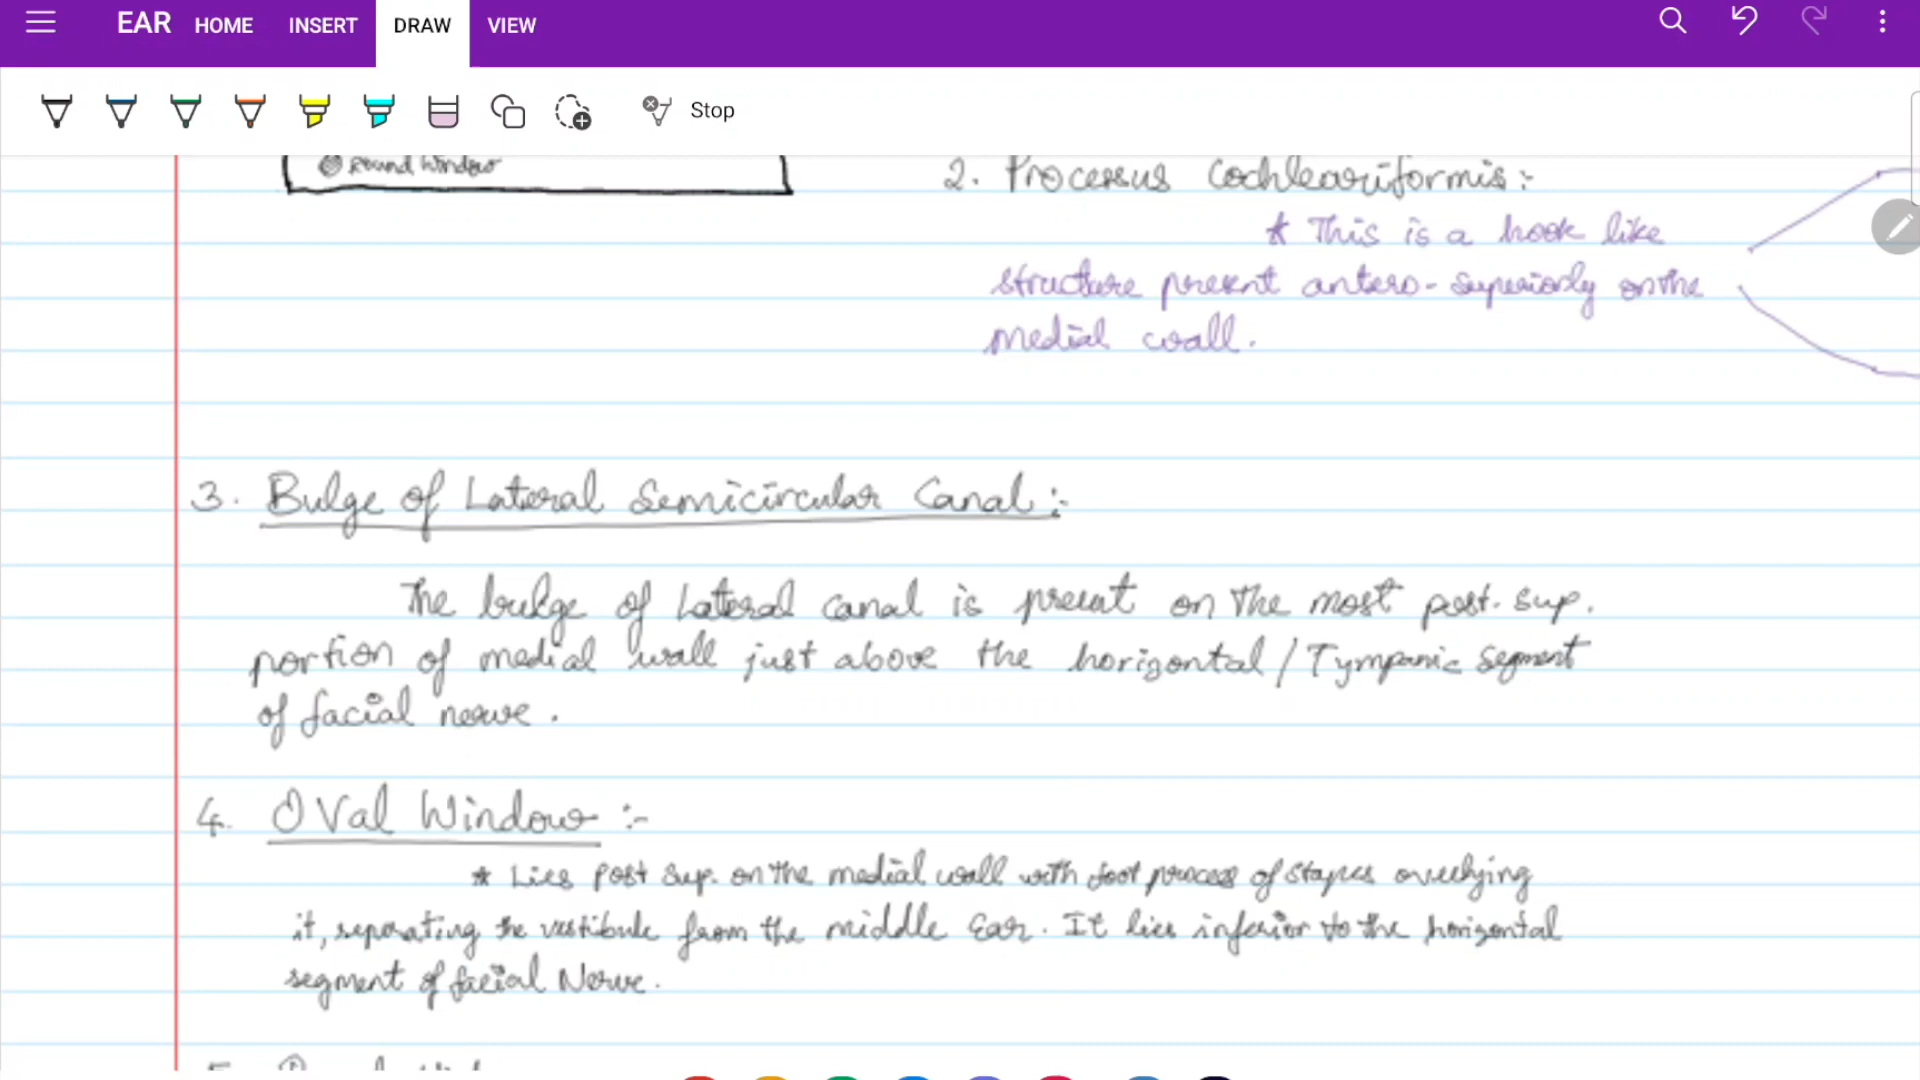 EAR HOME INSERT DRAW VIEW
Stop
Round Window
2. Processus Cochleariformis :-
* This is a hook like
structure present antero-superiorly on the
medial wall.
3. Bulge of Lateral Semicircular Canal :-
The bulge of Lateral canal is present on the most post. sup.
portion of medial wall just above the horizontal / Tympanic segment
of facial nerve .
4. Oval Window :-
* Lies post sup. on the medial wall with foot process of stapes overlying
it, separating the vestibule from the middle Ear. It lies inferior to the horizontal
segment of facial Nerve.